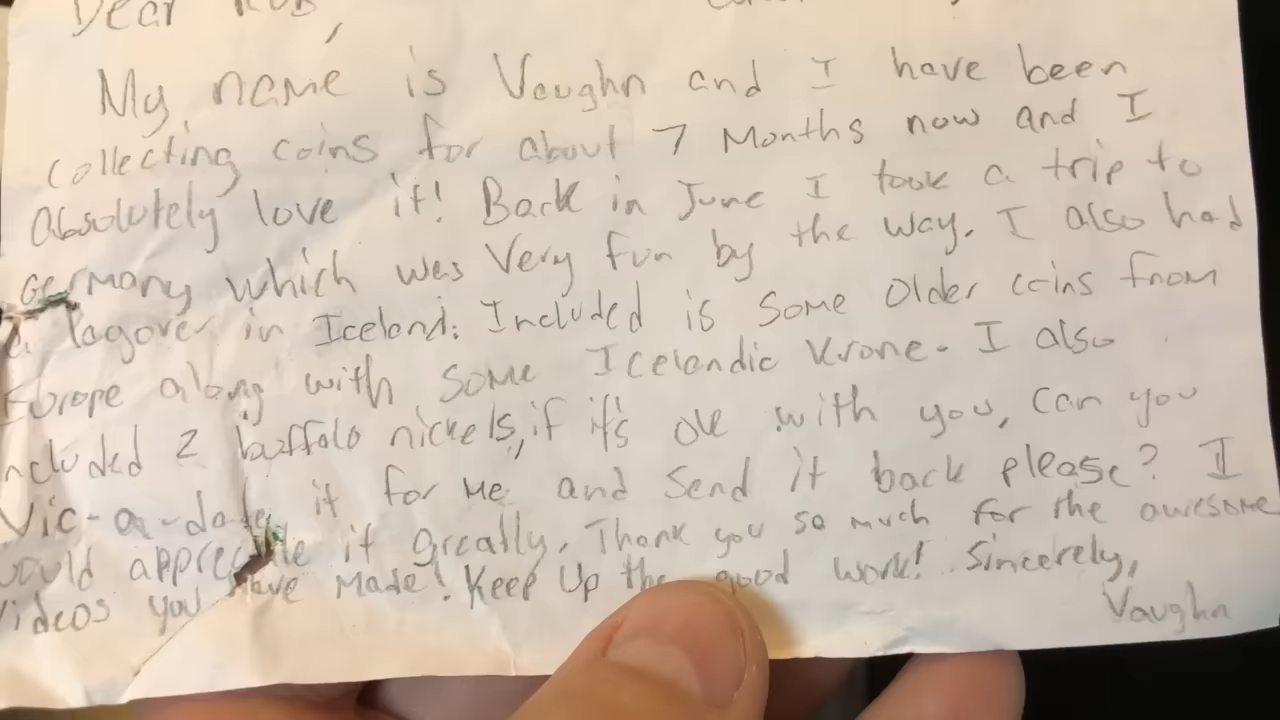 Dear Rob,
My name is Vaughn and I have been
collecting coins for about 7 Months now and I
absolutely love it! Back in June I took a trip to
Germany which was Very fun by the way. I also had
a layover in Iceland. Included is some older coins from
Europe along with some Icelandic Krone. I also
included 2 buffalo nickels, if it's ok with you, can you
Vic-a-date it for me and send it back please? I
would appreciate it greatly. Thank you so much for the awesome
videos you have made! Keep Up the good work! Sincerely,
Vaughn